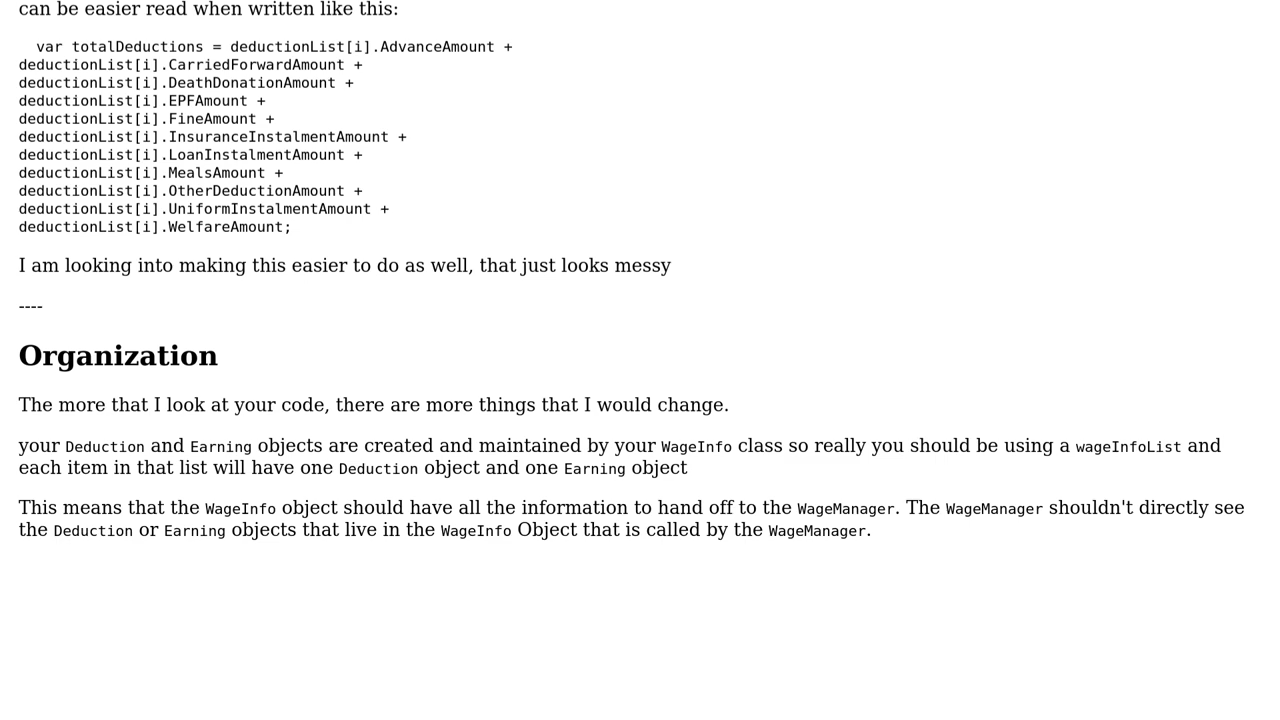 can be easier read when written like this:
var totalDeductions = deductionList[i].AdvanceAmount +
deductionList[i].CarriedForwardAmount +
deductionList[i].DeathDonationAmount +
deductionList[i].EPFAmount +
deductionList[i].FineAmount +
deductionList[i].InsuranceInstalmentAmount +
deductionList[i].LoanInstalmentAmount +
deductionList[i].MealsAmount +
deductionList[i].OtherDeductionAmount +
deductionList[i].UniformInstalmentAmount +
deductionList[i].WelfareAmount;
I am looking into making this easier to do as well, that just looks messy
----
Organization
The more that I look at your code, there are more things that I would change.
your Deduction and Earning objects are created and maintained by your WageInfo class so really you should be using a wageInfoList and
each item in that list will have one Deduction object and one Earning object
This means that the WageInfo object should have all the information to hand off to the WageManager. The WageManager shouldn't directly see
the Deduction or Earning objects that live in the WageInfo Object that is called by the WageManager.